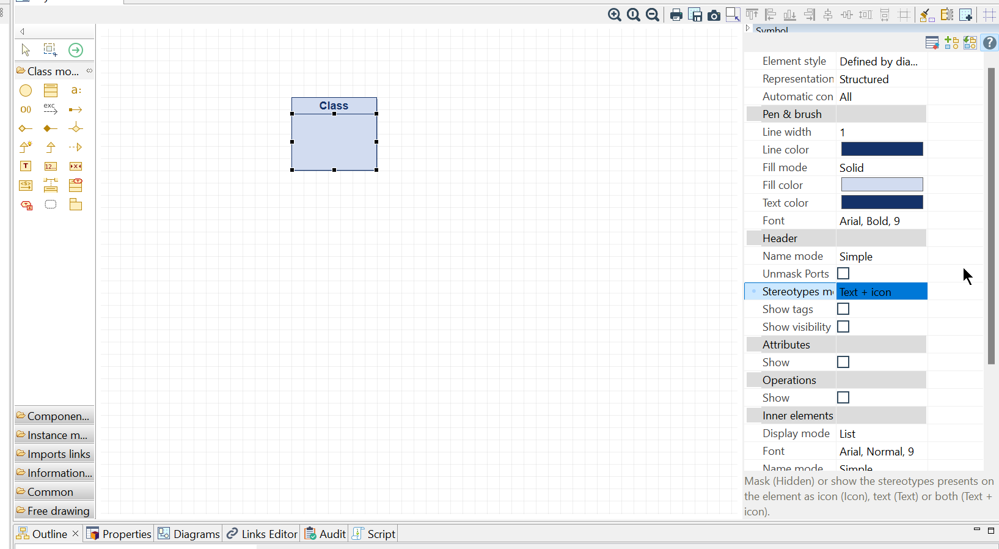 Symbol
Class mo...
a:
O()
exc
T
12...
X
<S>
T
T
Class
Element style Defined by dia...
Representation Structured
Automatic con All
Pen & brush
Line width 1
Line color
Fill mode Solid
Fill color
Text color
Font Arial, Bold, 9
Header
Name mode Simple
Unmask Ports
Stereotypes m Text + icon
Show tags
Show visibility
Attributes
Show
Operations
Show
Inner elements
Display mode List
Font Arial, Normal, 9
Name mode Simple
Mask (Hidden) or show the stereotypes presents on
the element as icon (Icon), text (Text) or both (Text +
icon).
Componen...
Instance m...
Imports links
Information...
Common
Free drawing
Outline Properties Diagrams Links Editor Audit Script